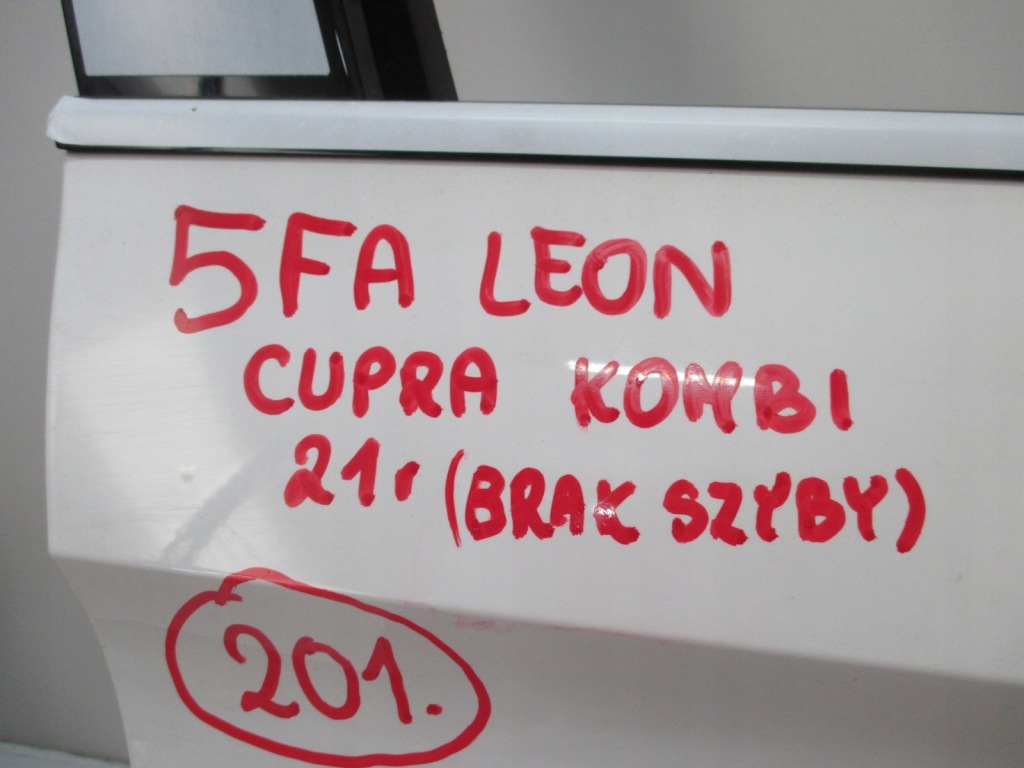 5FA LEON
CUPRA KOMBI
21r (BRAK SZYBY)
201.